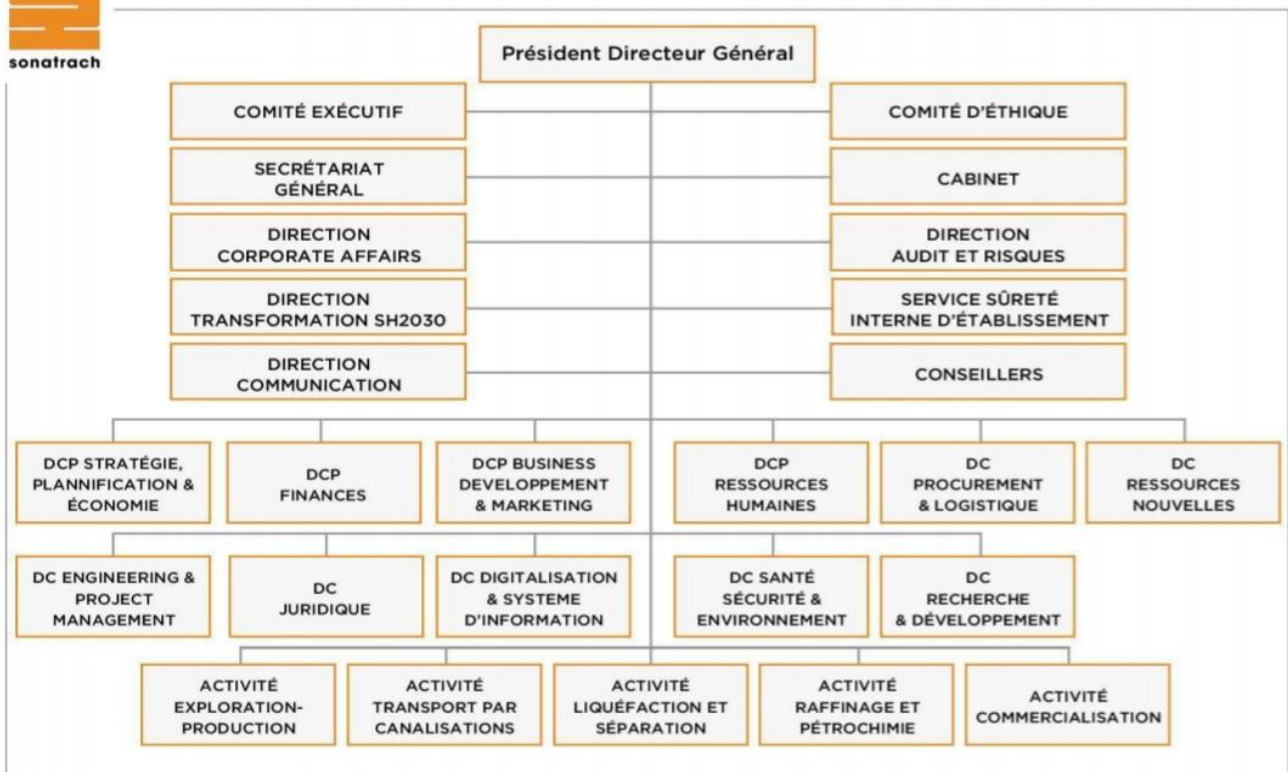 sonatrach
Président Directeur Général
COMITÉ EXÉCUTIF
COMITÉ D'ÉTHIQUE
SECRÉTARIAT
GÉNÉRAL
CABINET
DIRECTION
CORPORATE AFFAIRS
DIRECTION
AUDIT ET RISQUES
DIRECTION
TRANSFORMATION SH2030
SERVICE SÛRETÉ
INTERNE D'ÉTABLISSEMENT
DIRECTION
COMMUNICATION
CONSEILLERS
DCP STRATÉGIE,
PLANNIFICATION &
ÉCONOMIE
DCP
FINANCES
DCP BUSINESS
DEVELOPPEMENT
& MARKETING
DCP
RESSOURCES
HUMAINES
DC
PROCUREMENT
& LOGISTIQUE
DC
RESSOURCES
NOUVELLES
DC ENGINEERING &
PROJECT
MANAGEMENT
DC
JURIDIQUE
DC DIGITALISATION
& SYSTEME
D'INFORMATION
DC SANTÉ
SÉCURITÉ &
ENVIRONNEMENT
DC
RECHERCHE
& DÉVELOPPEMENT
ACTIVITÉ
EXPLORATION-
PRODUCTION
ACTIVITÉ
TRANSPORT PAR
CANALISATIONS
ACTIVITÉ
LIQUÉFACTION ET
SÉPARATION
ACTIVITÉ
RAFFINAGE ET
PÉTROCHIMIE
ACTIVITÉ
COMMERCIALISATION